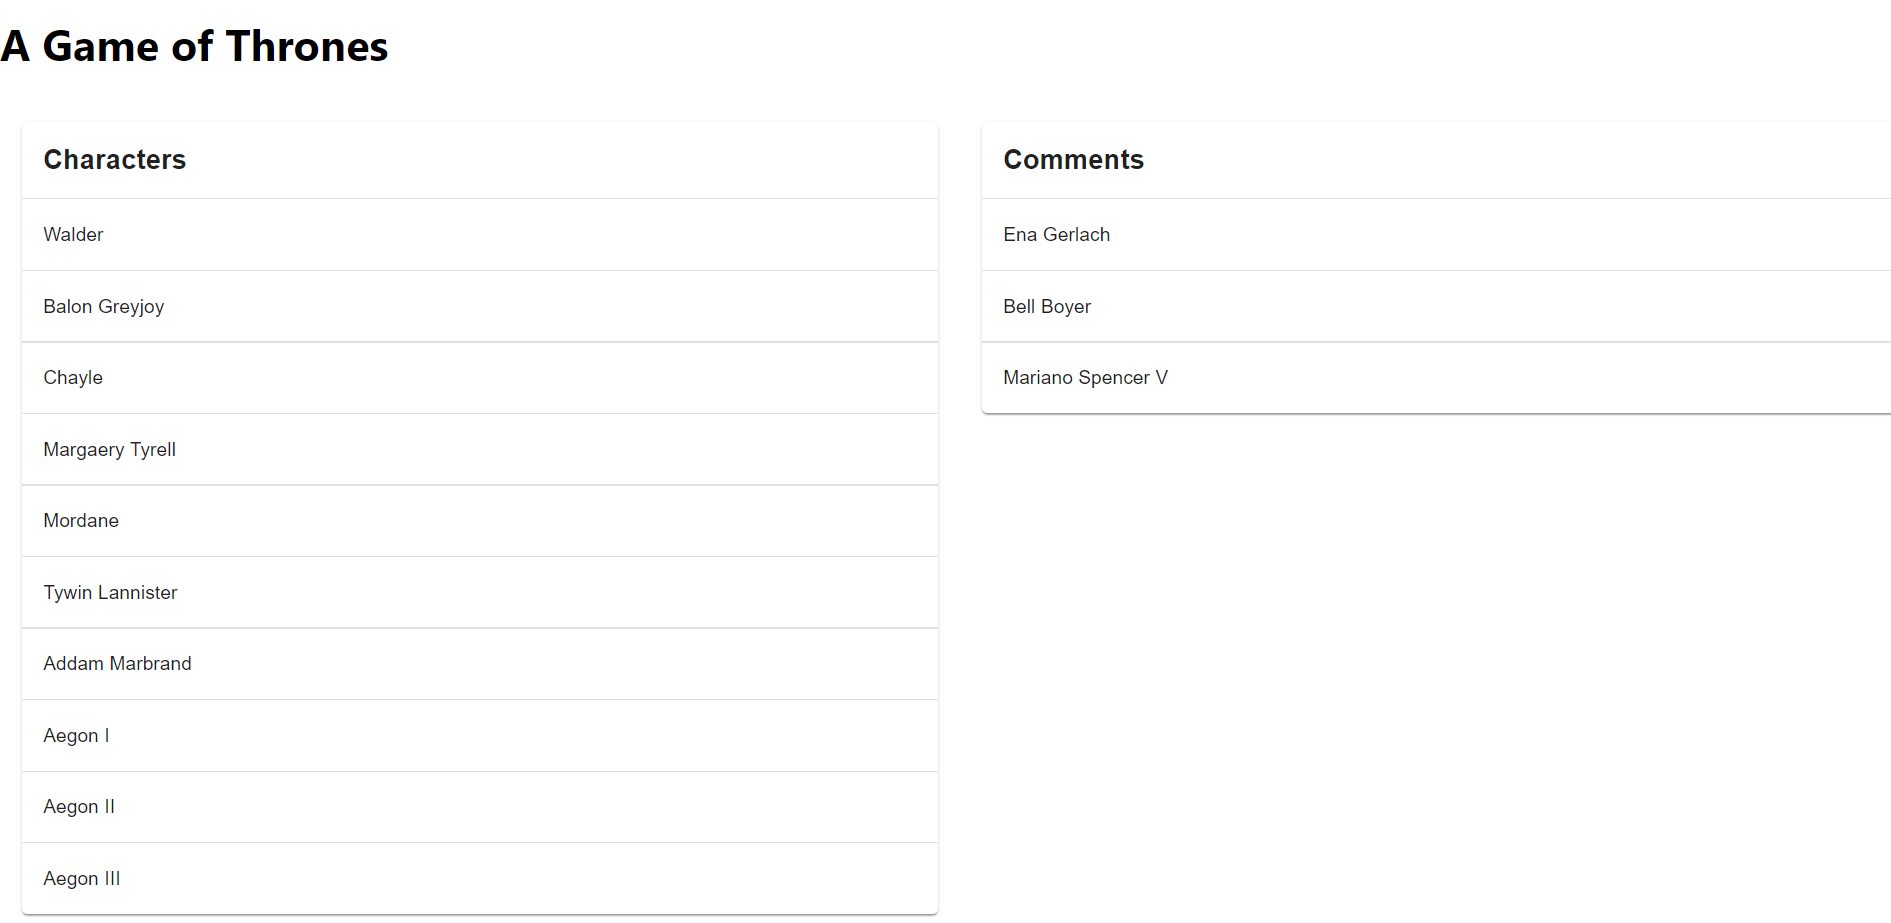 A Game of Thrones
Characters
Walder
Balon Greyjoy
Chayle
Margaery Tyrell
Mordane
Tywin Lannister
Addam Marbrand
Aegon I
Aegon II
Aegon III
Comments
Ena Gerlach
Bell Boyer
Mariano Spencer V